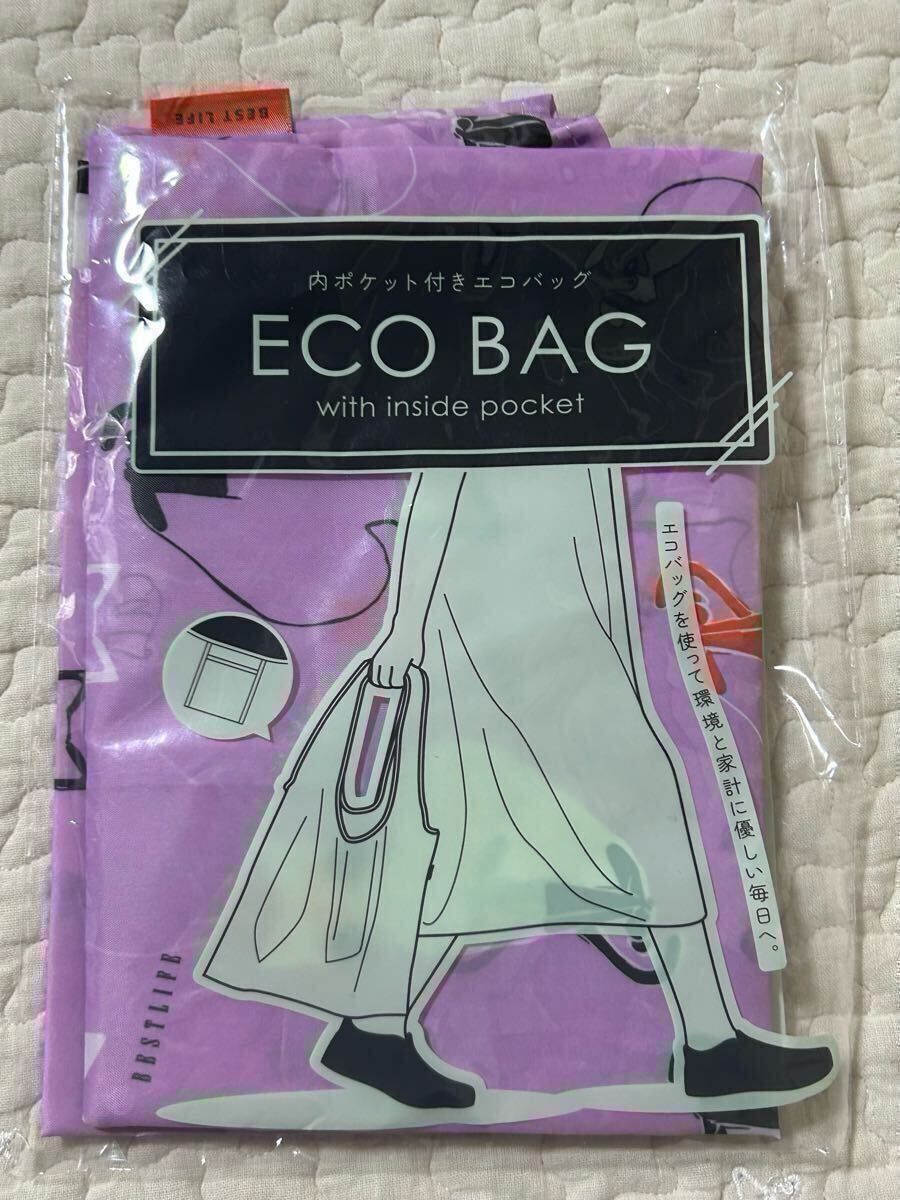 BEST LIFE
内ポケット付きエコバッグ
ECO BAG
with inside pocket
エコバッグを使って環境と家計に優しい毎日へ。
BESTLIFE